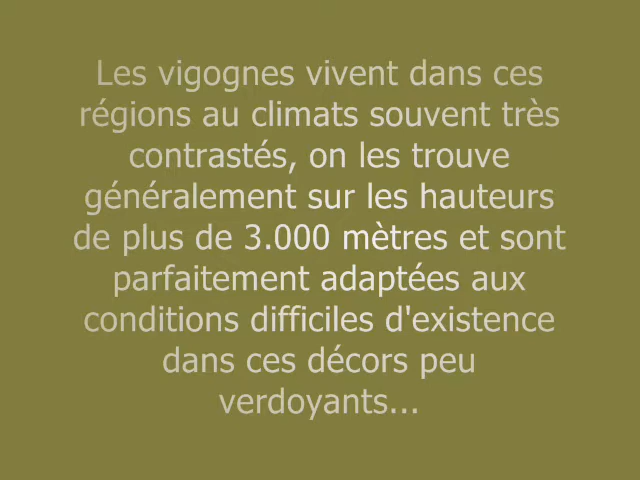 Les vigognes vivent dans ces
régions au climats souvent très
contrastés, on les trouve
généralement sur les hauteurs
de plus de 3.000 mètres et sont
parfaitement adaptées aux
conditions difficiles d'existence
dans ces décors peu
verdoyants...